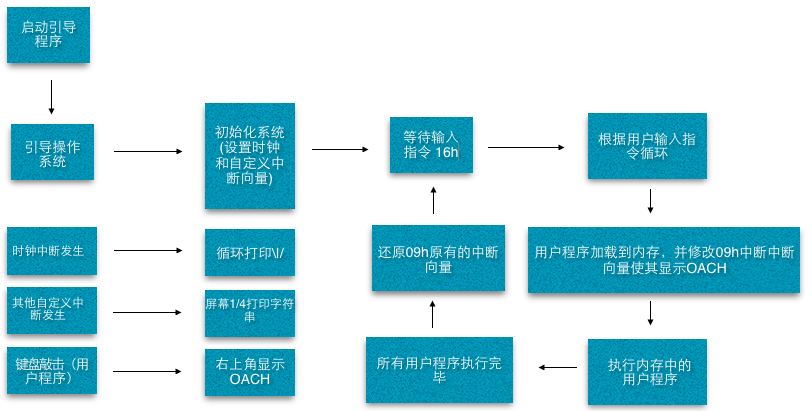 启动引导
程序
引导操作
系统
初始化系统
(设置时钟
和自定义中
断向量)
等待输入
指令 16h
根据用户输入指
令循环
时钟中断发生
循环打印\|/
还原09h原有的中断
向量
用户程序加载到内存，并修改09h中断中断
向量使其显示OACH
其他自定义中
断发生
屏幕1/4打印字符
串
键盘敲击（用
户程序）
右上角显示
OACH
所有用户程序执行完
毕
执行内存中的
用户程序